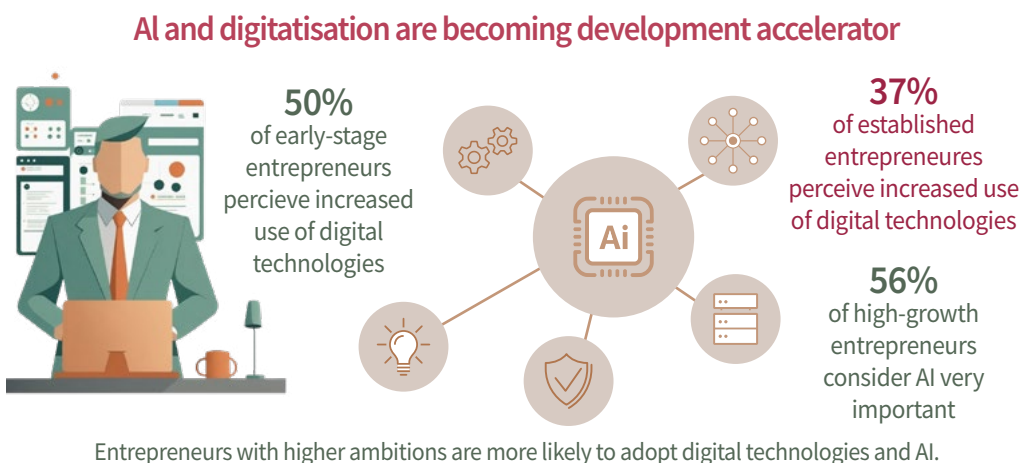 AI and digitatisation are becoming development accelerator
50%
of early-stage
entrepreneurs
percieve increased
use of digital
technologies
Ai
37%
of established
entrepreneures
perceive increased use
of digital technologies
56%
of high-growth
entrepreneurs
consider AI very
important
Entrepreneurs with higher ambitions are more likely to adopt digital technologies and AI.